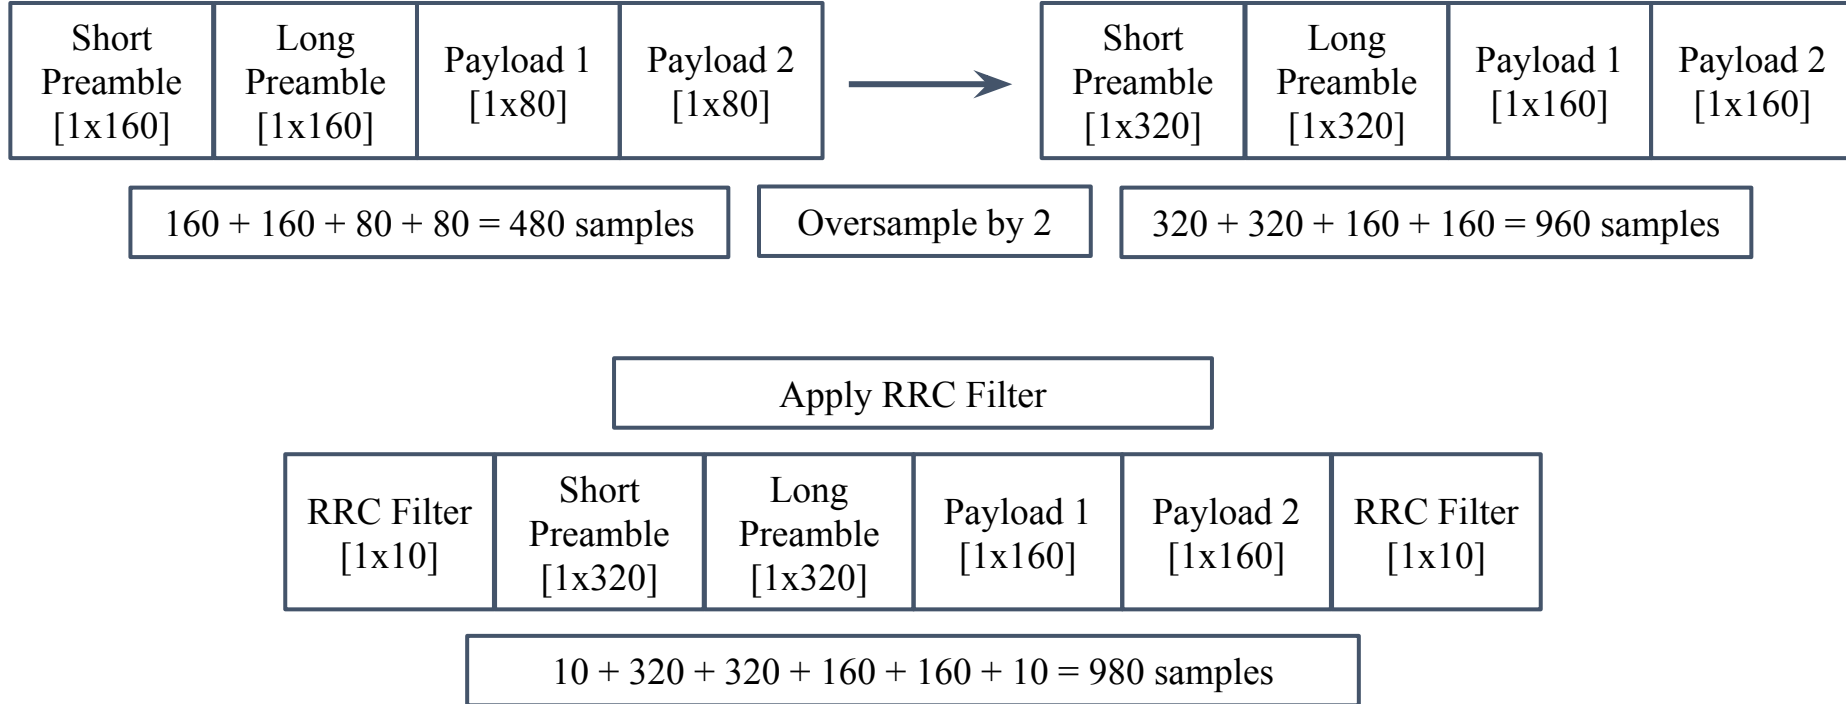 Short
Preamble
[1x160]
Long
Preamble
[1x160]
Payload 1
[1x80]
Payload 2
[1x80]
Short
Preamble
[1x320]
Long
Preamble
[1x320]
Payload 1
[1x160]
Payload 2
[1x160]
160 + 160 + 80 + 80 = 480 samples
Oversample by 2
320 + 320 + 160 + 160 = 960 samples
Apply RRC Filter
RRC Filter
[1x10]
Short
Preamble
[1x320]
Long
Preamble
[1x320]
Payload 1
[1x160]
Payload 2
[1x160]
RRC Filter
[1x10]
10 + 320 + 320 + 160 + 160 + 10 = 980 samples